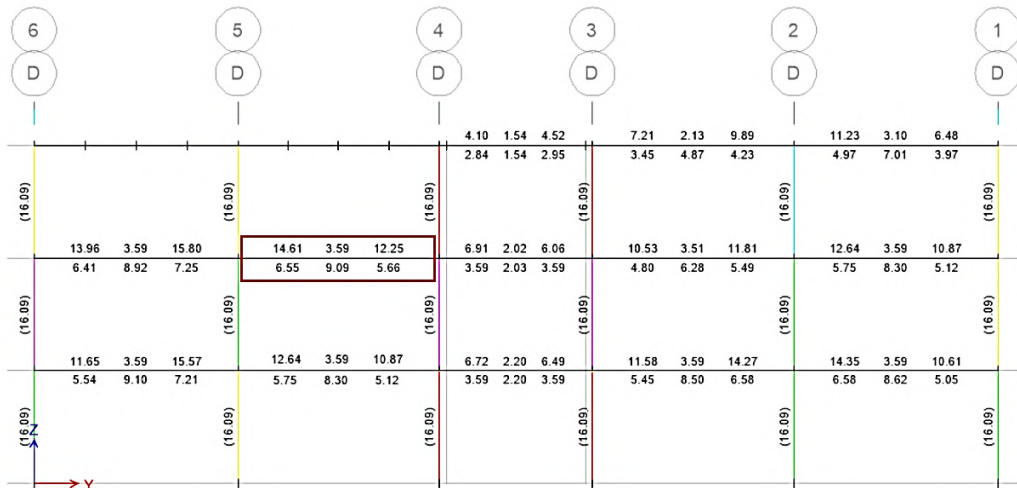 6 5 4 3 2 1
D D D D D D
4.10 1.54 4.52 7.21 2.13 9.89 11.23 3.10 6.48
2.84 1.54 2.95 3.45 4.87 4.23 4.97 7.01 3.97
(16.09) (16.09) (16.09) (16.09) (16.09) (16.09)
13.96 3.59 15.80 14.61 3.59 12.25 6.91 2.02 6.06 10.53 3.51 11.81 12.64 3.59 10.87
6.41 8.92 7.25 6.55 9.09 5.66 3.59 2.03 3.59 4.80 6.28 5.49 5.75 8.30 5.12
(16.09) (16.09) (16.09) (16.09) (16.09) (16.09)
11.65 3.59 15.57 12.64 3.59 10.87 6.72 2.20 6.49 11.58 3.59 14.27 14.35 3.59 10.61
5.54 9.10 7.21 5.75 8.30 5.12 3.59 2.20 3.59 5.45 8.50 6.58 6.58 8.62 5.05
(16.09) (16.09) (16.09) (16.09) (16.09) (16.09)
Z
Y